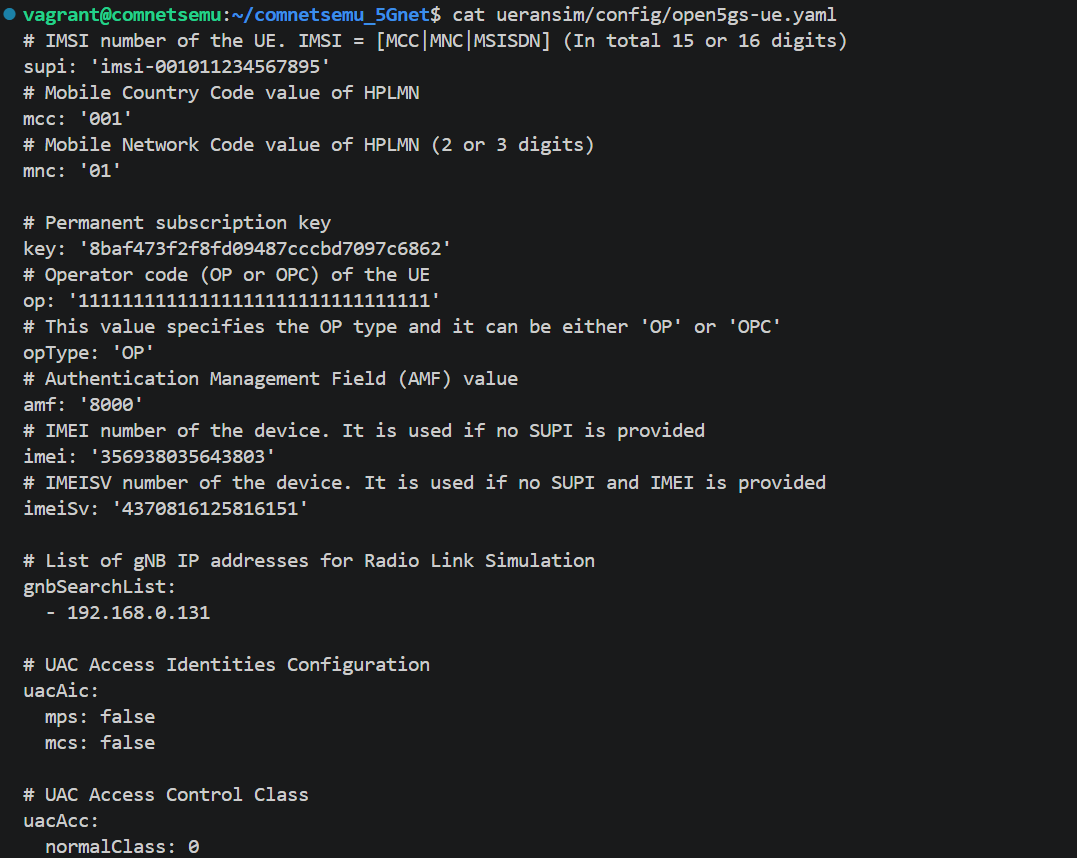 vagrant@comnetsemu:~/comnetsemu_5Gnet$ cat ueransim/config/open5gs-ue.yaml
# IMSI number of the UE. IMSI = [MCC|MNC|MSISDN] (In total 15 or 16 digits)
supi: 'imsi-001011234567895'
# Mobile Country Code value of HPLMN
mcc: '001'
# Mobile Network Code value of HPLMN (2 or 3 digits)
mnc: '01'

# Permanent subscription key
key: '8baf473f2f8fd09487cccbd7097c6862'
# Operator code (OP or OPC) of the UE
op: '11111111111111111111111111111111'
# This value specifies the OP type and it can be either 'OP' or 'OPC'
opType: 'OP'
# Authentication Management Field (AMF) value
amf: '8000'
# IMEI number of the device. It is used if no SUPI is provided
imei: '356938035643803'
# IMEISV number of the device. It is used if no SUPI and IMEI is provided
imeiSv: '4370816125816151'

# List of gNB IP addresses for Radio Link Simulation
gnbSearchList:
  - 192.168.0.131

# UAC Access Identities Configuration
uacAic:
  mps: false
  mcs: false

# UAC Access Control Class
uacAcc:
  normalClass: 0